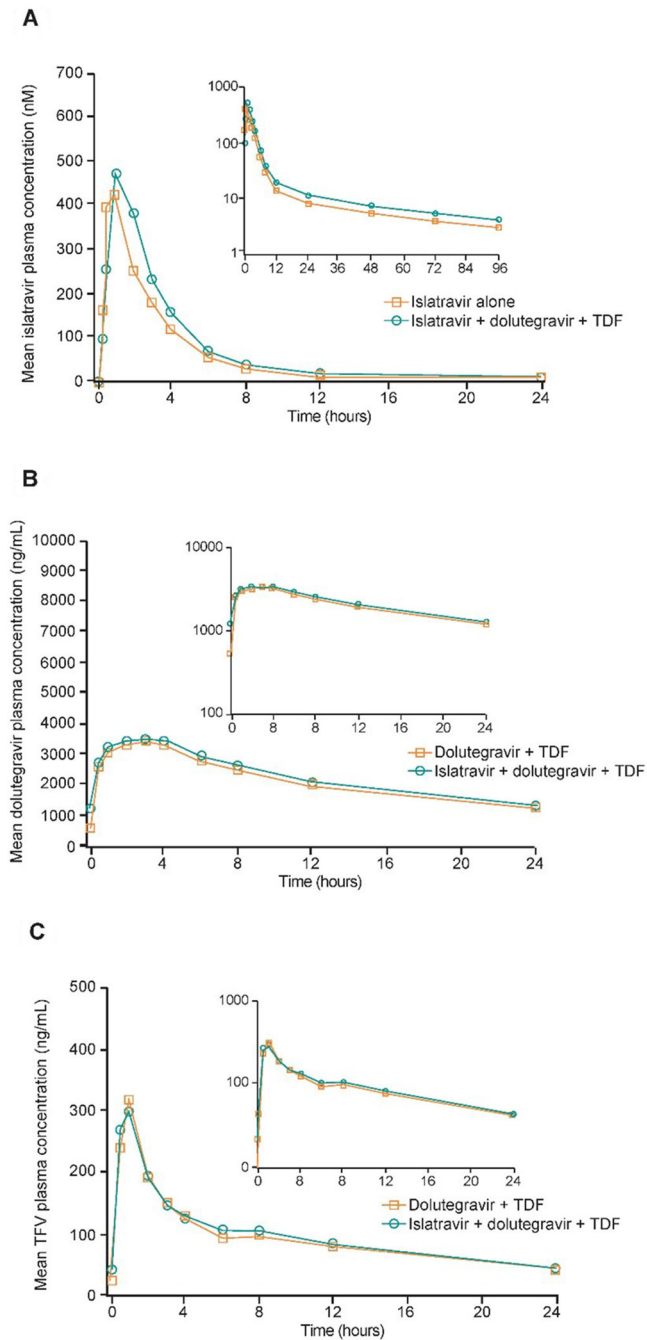 A
Mean islatravir plasma concentration (nM)
700
600
500
400
300
200
100
0
0 4 8 12 16 20 24
Time (hours)
1000
100
10
1
0 12 24 36 48 60 72 84 96
Islatravir alone
Islatravir + dolutegravir + TDF
B
Mean dolutegravir plasma concentration (ng/mL)
10000
9000
8000
7000
6000
5000
4000
3000
2000
1000
0
0 4 8 12 16 20 24
Time (hours)
10000
1000
100
0 8 8 12 16 20 24
Dolutegravir + TDF
Islatravir + dolutegravir + TDF
C
Mean TFV plasma concentration (ng/mL)
500
400
300
200
100
0
0 4 8 12 16 20 24
Time (hours)
1000
100
0
0 8 8 12 16 20 24
Dolutegravir + TDF
Islatravir + dolutegravir + TDF